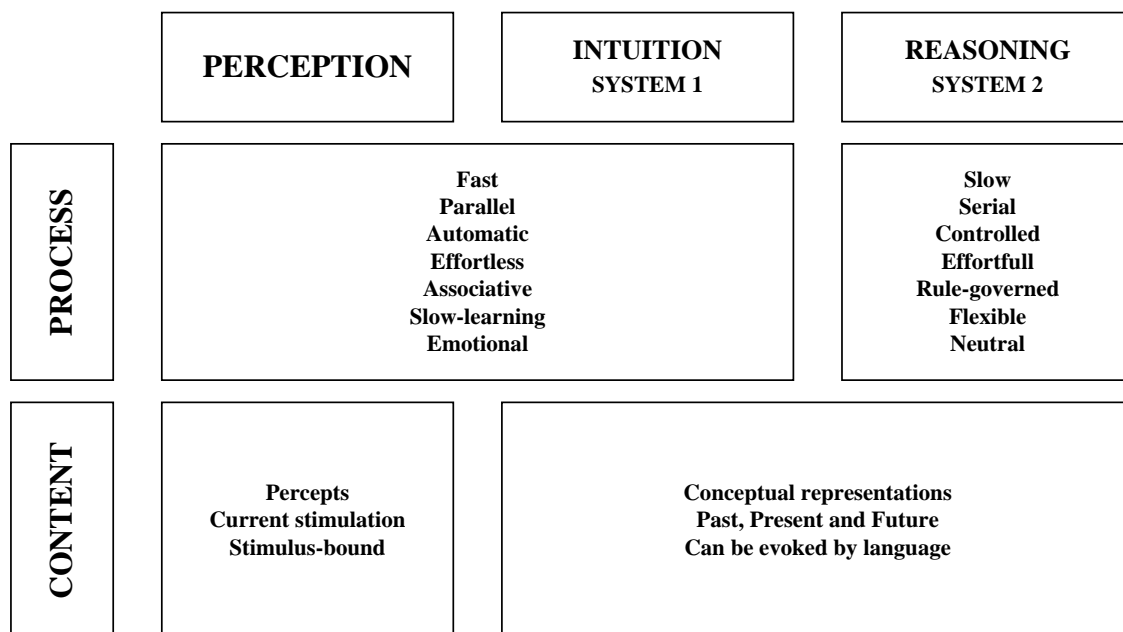 PERCEPTION
INTUITION
SYSTEM 1
REASONING
SYSTEM 2
PROCESS
Fast
Parallel
Automatic
Effortless
Associative
Slow-learning
Emotional
Slow
Serial
Controlled
Effortfull
Rule-governed
Flexible
Neutral
CONTENT
Percepts
Current stimulation
Stimulus-bound
Conceptual representations
Past, Present and Future
Can be evoked by language